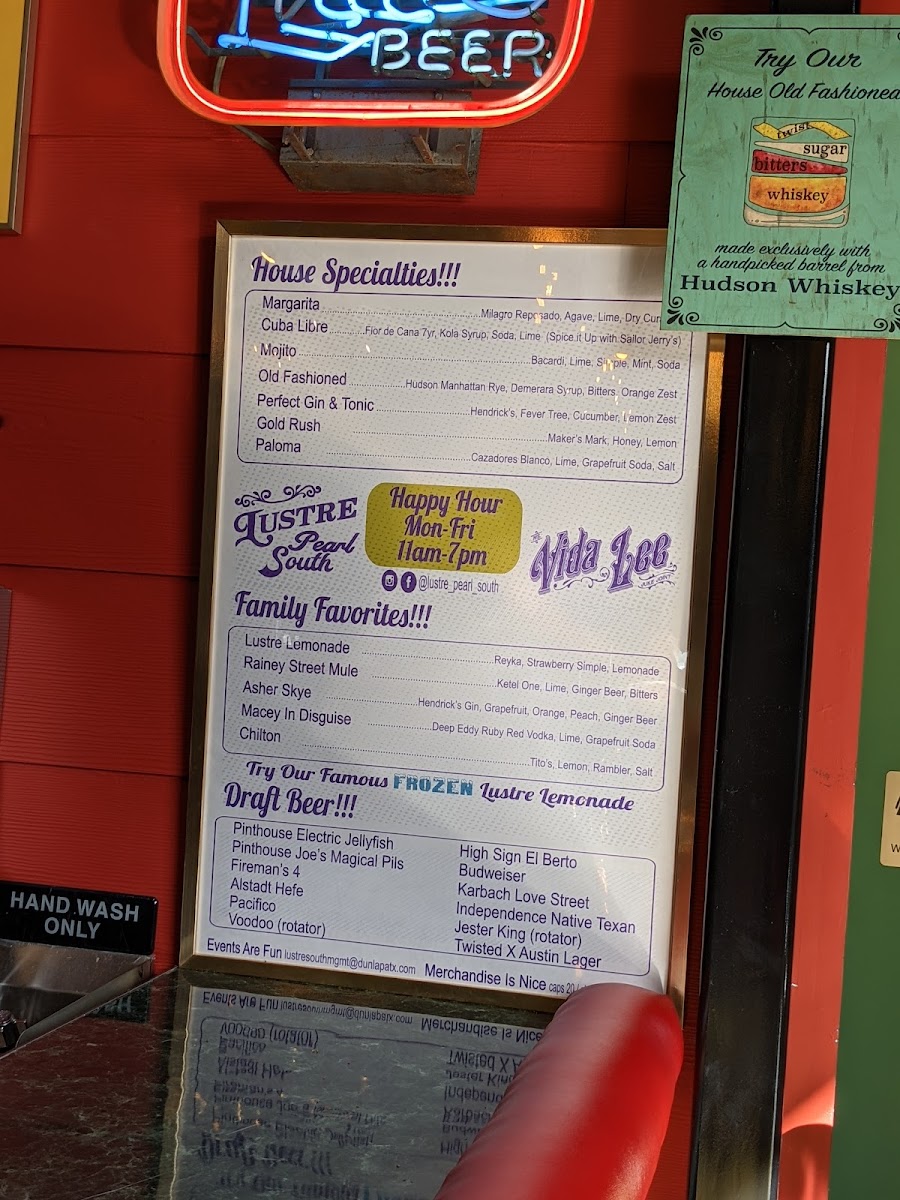 BEER
Try Our
House Old Fashioned
twist
sugar
bitters
whiskey
made exclusively with
a handpicked barrel from
Hudson Whiskey
House Specialties!!!
Margarita Milagro Reposado, Agave, Lime, Dry
Cuba Libre Flor de Cana 7yr, Kola Syrup, Soda, Lime (Spice it Up with Sailor Jerry's)
Mojito Bacardi, Lime, Simple, Mint, Soda
Old Fashioned Hudson Manhattan Rye, Demerara Syrup, Bitters, Orange Zest
Perfect Gin & Tonic Hendrick's, Fever Tree, Cucumber, Lemon Zest
Gold Rush Maker's Mark, Honey, Lemon
Paloma Cazadores Blanco, Lime, Grapefruit Soda, Salt
LUSTRE
Pearl
South
Happy Hour
Mon-Fri
11am-7pm
@lustre_pearl_south
Vida Lee
JUKE JOINT
Family Favorites!!!
Lustre Lemonade Reyka, Strawberry Simple, Lemonade
Rainey Street Mule Ketel One, Lime, Ginger Beer, Bitters
Asher Skye Hendrick's Gin, Grapefruit, Orange, Peach, Ginger Beer
Macey In Disguise Deep Eddy Ruby Red Vodka, Lime, Grapefruit Soda
Chilton Tito's, Lemon, Rambler, Salt
Try Our Famous FROZEN Lustre Lemonade
Draft Beer!!!
Pinthouse Electric Jellyfish
Pinthouse Joe's Magical Pils
Fireman's 4
Alstadt Hefe
Pacifico
Voodoo (rotator)
High Sign El Berto
Budweiser
Karbach Love Street
Independence Native Texan
Jester King (rotator)
Twisted X Austin Lager
Events Are Fun lustresouthmgmt@dunlapatx.com Merchandise Is Nice caps 20
HAND WASH
ONLY